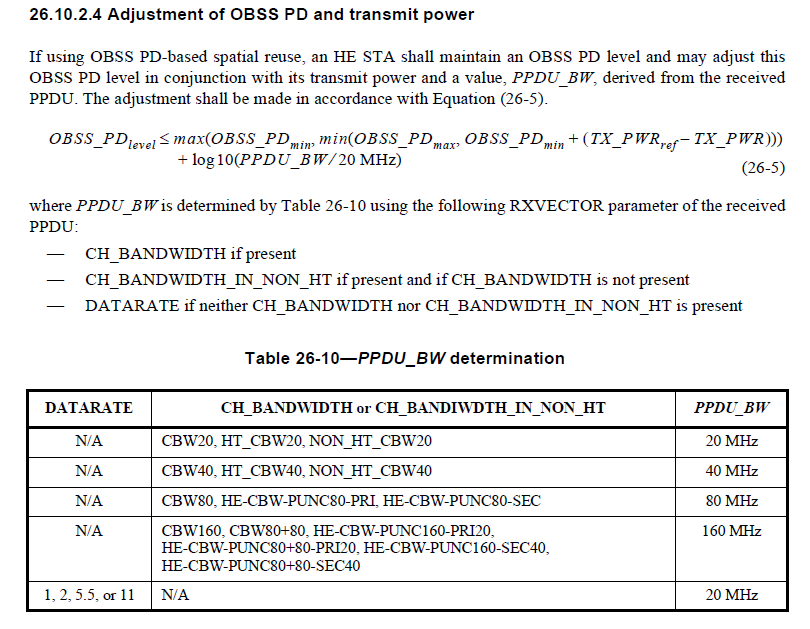 26.10.2.4 Adjustment of OBSS PD and transmit power
If using OBSS PD-based spatial reuse, an HE STA shall maintain an OBSS PD level and may adjust this
OBSS PD level in conjunction with its transmit power and a value, PPDU_BW, derived from the received
PPDU. The adjustment shall be made in accordance with Equation (26-5).
OBSS_PDlevel ≤ max(OBSS_PDmin, min(OBSS_PDmax, OBSS_PDmin + (TX_PWRref – TX_PWR)))
+ log10(PPDU_BW/20 MHz)
(26-5)
where PPDU_BW is determined by Table 26-10 using the following RXVECTOR parameter of the received
PPDU:
— CH_BANDWIDTH if present
— CH_BANDWIDTH_IN_NON_HT if present and if CH_BANDWIDTH is not present
— DATARATE if neither CH_BANDWIDTH nor CH_BANDWIDTH_IN_NON_HT is present
Table 26-10—PPDU_BW determination
DATARATE CH_BANDWIDTH or CH_BANDIWDTH_IN_NON_HT PPDU_BW
N/A CBW20, HT_CBW20, NON_HT_CBW20 20 MHz
N/A CBW40, HT_CBW40, NON_HT_CBW40 40 MHz
N/A CBW80, HE-CBW-PUNC80-PRI, HE-CBW-PUNC80-SEC 80 MHz
N/A CBW160, CBW80+80, HE-CBW-PUNC160-PRI20, 160 MHz
HE-CBW-PUNC80+80-PRI20, HE-CBW-PUNC160-SEC40,
HE-CBW-PUNC80+80-SEC40
1, 2, 5.5, or 11 N/A 20 MHz